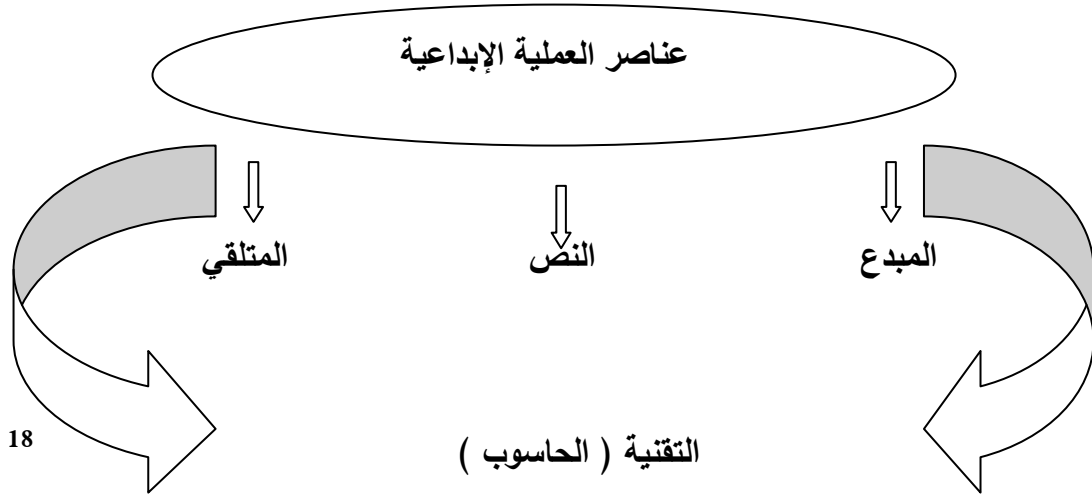 عناصر العملية الإبداعية
المبدع النص المتلقي
التقنية ( الحاسوب )
18